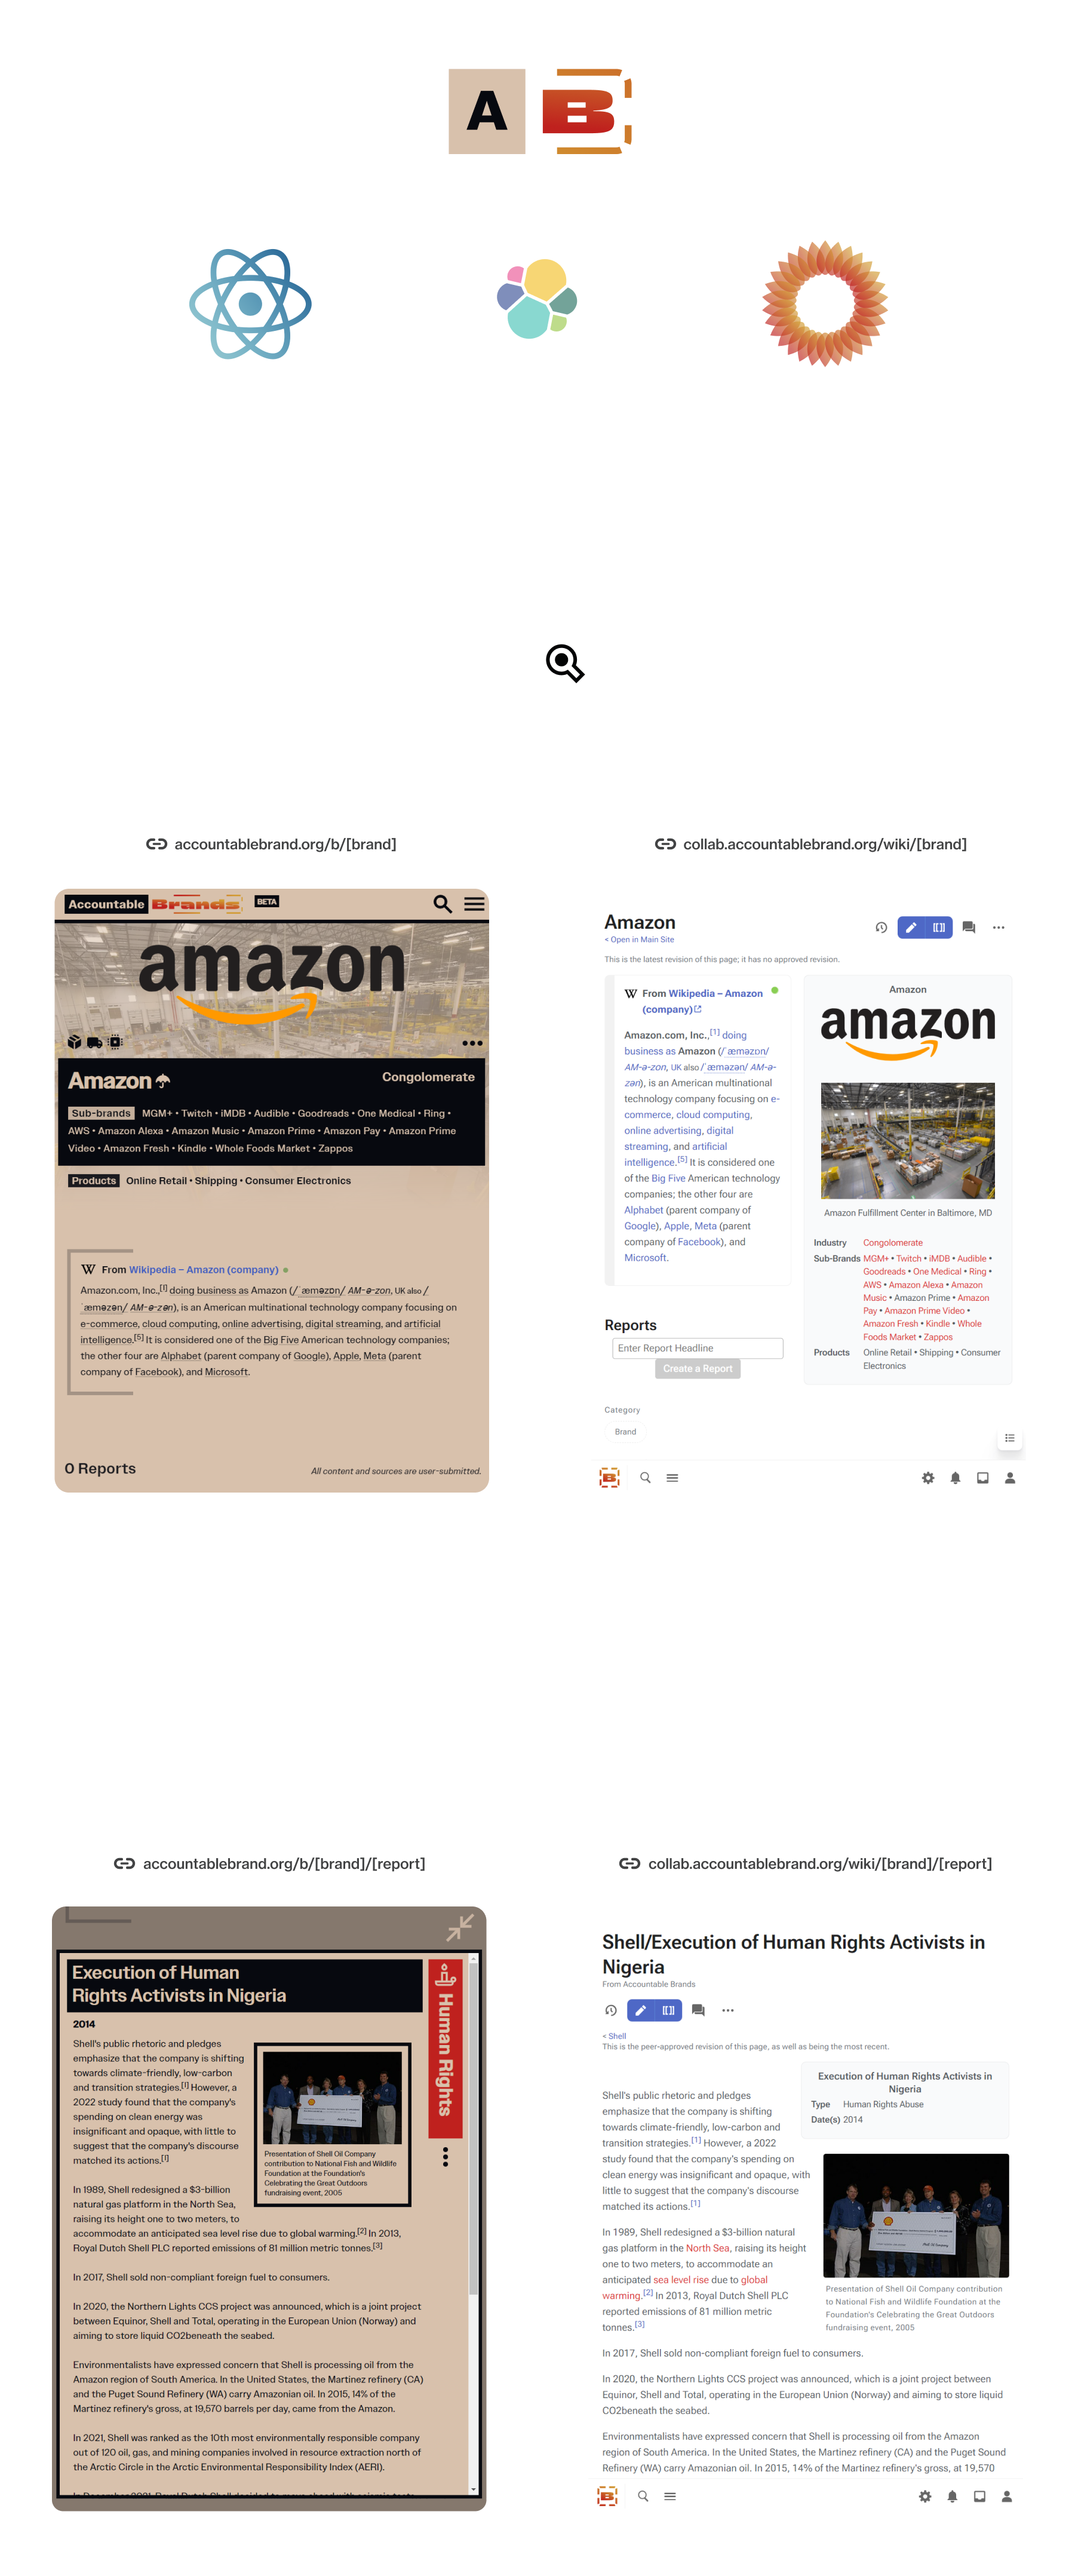 A B
accountablebrand.org/b/[brand]
Accountable Brands BETA
amazon
Amazon
Congolomerate
Sub-brands MGM+ • Twitch • iMDB • Audible • Goodreads • One Medical • Ring •
AWS • Amazon Alexa • Amazon Music • Amazon Prime • Amazon Pay • Amazon Prime
Video • Amazon Fresh • Kindle • Whole Foods Market • Zappos
Products Online Retail • Shipping • Consumer Electronics
W From Wikipedia – Amazon (company)
Amazon.com, Inc.,[1] doing business as Amazon (/ˈæməzɒn/ AM-ə-zon, UK also /
ˈæməzən/ AM-ə-zən), is an American multinational technology company focusing on
e-commerce, cloud computing, online advertising, digital streaming, and artificial
intelligence.[5] It is considered one of the Big Five American technology companies;
the other four are Alphabet (parent company of Google), Apple, Meta (parent
company of Facebook), and Microsoft.
0 Reports
All content and sources are user-submitted.
collab.accountablebrand.org/wiki/[brand]
Amazon
< Open in Main Site
[[]]
This is the latest revision of this page; it has no approved revision.
W From Wikipedia – Amazon
(company)
Amazon.com, Inc.,[1] doing
business as Amazon (/ˈæməzɒn/
AM-ə-zon, UK also /ˈæməzən/ AM-ə-
zən), is an American multinational
technology company focusing on e-
commerce, cloud computing,
online advertising, digital
streaming, and artificial
intelligence.[5] It is considered one
of the Big Five American technology
companies; the other four are
Alphabet (parent company of
Google), Apple, Meta (parent
company of Facebook), and
Microsoft.
Reports
Enter Report Headline
Create a Report
Category
Brand
Amazon
amazon
Amazon Fulfillment Center in Baltimore, MD
Industry Congolomerate
Sub-Brands MGM+ • Twitch • iMDB • Audible •
Goodreads • One Medical • Ring •
AWS • Amazon Alexa • Amazon
Music • Amazon Prime • Amazon
Pay • Amazon Prime Video •
Amazon Fresh • Kindle • Whole
Foods Market • Zappos
Products Online Retail • Shipping • Consumer
Electronics
B
accountablebrand.org/b/[brand]/[report]
Execution of Human
Rights Activists in Nigeria
Human Rights
2014
Shell's public rhetoric and pledges
emphasize that the company is shifting
towards climate-friendly, low-carbon
and transition strategies.[1] However, a
2022 study found that the company's
spending on clean energy was
insignificant and opaque, with little to
suggest that the company's discourse
matched its actions.[1]
Presentation of Shell Oil Company
contribution to National Fish and Wildlife
Foundation at the Foundation's
Celebrating the Great Outdoors
fundraising event, 2005
In 1989, Shell redesigned a $3-billion
natural gas platform in the North Sea,
raising its height one to two meters, to
accommodate an anticipated sea level rise due to global warming.[2] In 2013,
Royal Dutch Shell PLC reported emissions of 81 million metric tonnes.[3]
In 2017, Shell sold non-compliant foreign fuel to consumers.
In 2020, the Northern Lights CCS project was announced, which is a joint project
between Equinor, Shell and Total, operating in the European Union (Norway) and
aiming to store liquid CO2beneath the seabed.
Environmentalists have expressed concern that Shell is processing oil from the
Amazon region of South America. In the United States, the Martinez refinery (CA)
and the Puget Sound Refinery (WA) carry Amazonian oil. In 2015, 14% of the
Martinez refinery's gross, at 19,570 barrels per day, came from the Amazon.
In 2021, Shell was ranked as the 10th most environmentally responsible company
out of 120 oil, gas, and mining companies involved in resource extraction north of
the Arctic Circle in the Arctic Environmental Responsibility Index (AERI).
collab.accountablebrand.org/wiki/[brand]/[report]
Shell/Execution of Human Rights Activists in
Nigeria
From Accountable Brands
[[]]
< Shell
This is the peer-approved revision of this page, as well as being the most recent.
Execution of Human Rights Activists in
Nigeria
Type Human Rights Abuse
Date(s) 2014
Shell's public rhetoric and pledges
emphasize that the company is shifting
towards climate-friendly, low-carbon and
transition strategies.[1] However, a 2022
study found that the company's spending on
clean energy was insignificant and opaque, with
little to suggest that the company's discourse
matched its actions.[1]
In 1989, Shell redesigned a $3-billion natural
gas platform in the North Sea, raising its height
one to two meters, to accommodate an
anticipated sea level rise due to global
warming.[2] In 2013, Royal Dutch Shell PLC
reported emissions of 81 million metric
tonnes.[3]
Presentation of Shell Oil Company contribution
to National Fish and Wildlife Foundation at the
Foundation's Celebrating the Great Outdoors
fundraising event, 2005
In 2017, Shell sold non-compliant foreign fuel to consumers.
In 2020, the Northern Lights CCS project was announced, which is a joint project between
Equinor, Shell and Total, operating in the European Union (Norway) and aiming to store liquid
CO2beneath the seabed.
Environmentalists have expressed concern that Shell is processing oil from the Amazon
region of South America. In the United States, the Martinez refinery (CA) and the Puget Sound
Refinery (WA) carry Amazonian oil. In 2015, 14% of the Martinez refinery's gross, at 19,570
B